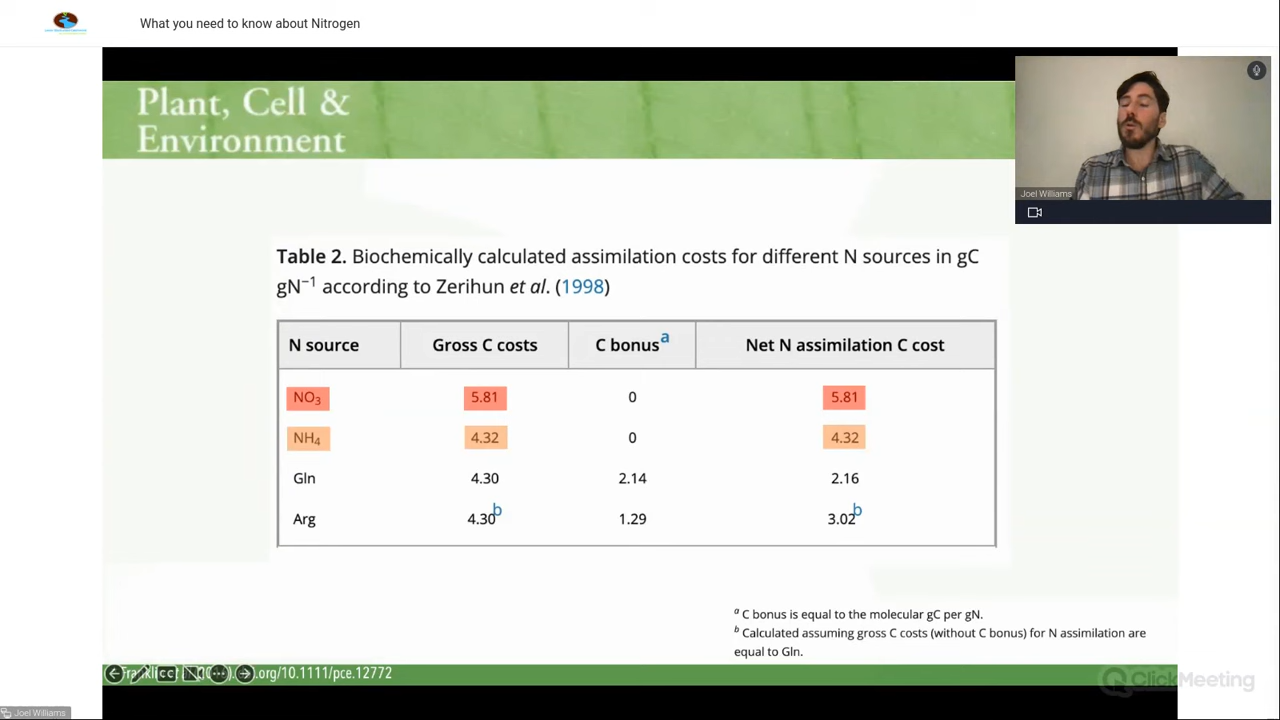 What you need to know about Nitrogen
Plant, Cell &
Environment
Joel Williams
Table 2. Biochemically calculated assimilation costs for different N sources in gC
gN⁻¹ according to Zerihun et al. (1998)
N source Gross C costs C bonusᵃ Net N assimilation C cost
NO₃ 5.81 0 5.81
NH₄ 4.32 0 4.32
Gln 4.30 2.14 2.16
Arg 4.30ᵇ 1.29 3.02ᵇ
ᵃ C bonus is equal to the molecular gC per gN.
ᵇ Calculated assuming gross C costs (without C bonus) for N assimilation are
equal to Gln.
.org/10.1111/pce.12772
ClickMeeting
Joel Williams